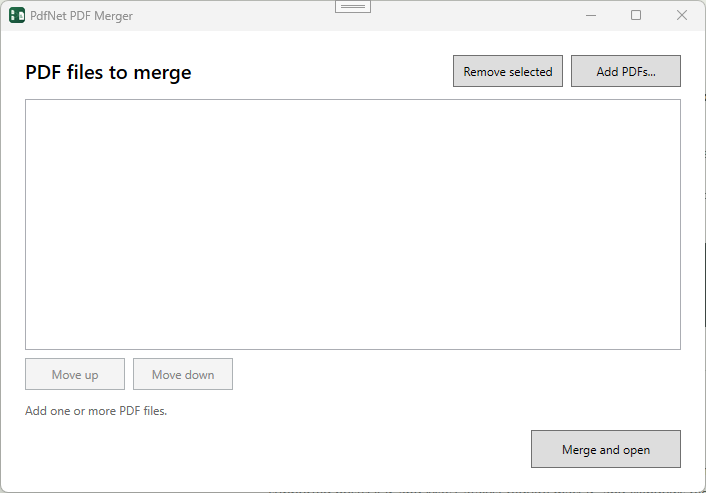 PdfNet PDF Merger
PDF files to merge
Remove selected
Add PDFs...
Move up
Move down
Add one or more PDF files.
Merge and open